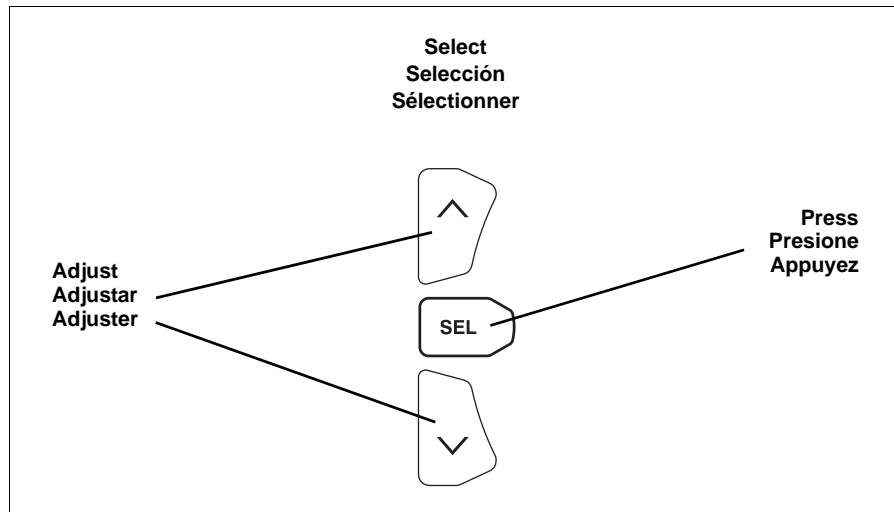 Select
Selección
Sélectionner
Press
Presione
Appuyez
Adjust
Adjustar
Adjuster
SEL